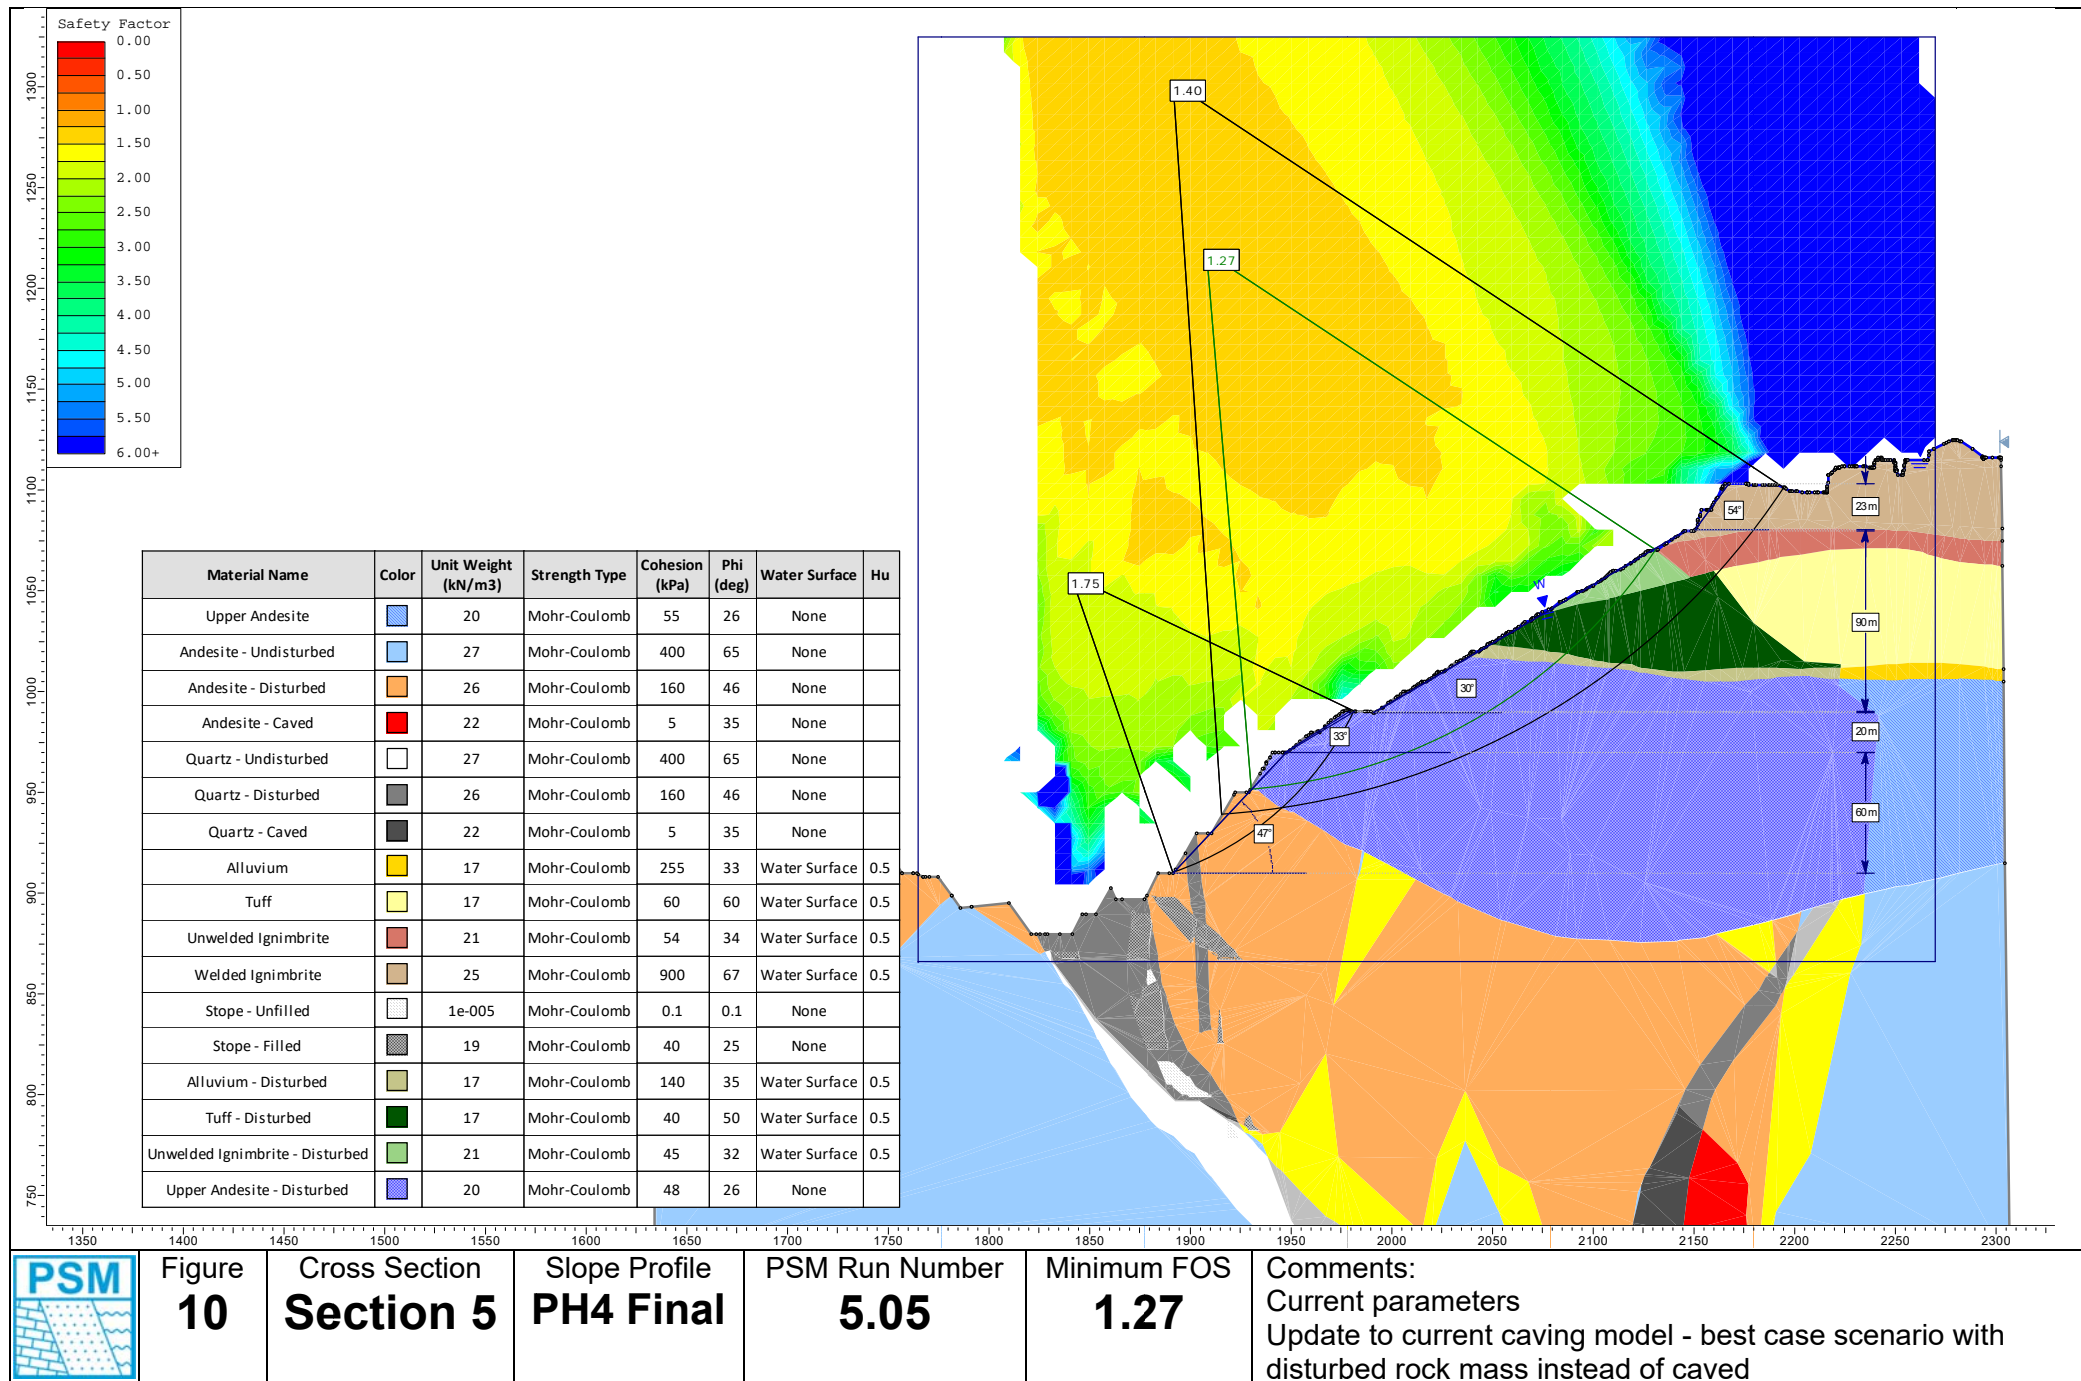 Safety Factor
0.00
0.50
1.00
1.50
2.00
2.50
3.00
3.50
4.00
4.50
5.00
5.50
6.00+
1300
1250
1200
1150
1100
1050
1000
950
900
850
800
750
1.40
1.27
1.75
54°
23m
90m
30°
20m
33°
60m
47°
W
Material Name Color Unit Weight (kN/m3) Strength Type Cohesion (kPa) Phi (deg) Water Surface Hu
Upper Andesite 20 Mohr-Coulomb 55 26 None
Andesite - Undisturbed 27 Mohr-Coulomb 400 65 None
Andesite - Disturbed 26 Mohr-Coulomb 160 46 None
Andesite - Caved 22 Mohr-Coulomb 5 35 None
Quartz - Undisturbed 27 Mohr-Coulomb 400 65 None
Quartz - Disturbed 26 Mohr-Coulomb 160 46 None
Quartz - Caved 22 Mohr-Coulomb 5 35 None
Alluvium 17 Mohr-Coulomb 255 33 Water Surface 0.5
Tuff 17 Mohr-Coulomb 60 60 Water Surface 0.5
Unwelded Ignimbrite 21 Mohr-Coulomb 54 34 Water Surface 0.5
Welded Ignimbrite 25 Mohr-Coulomb 900 67 Water Surface 0.5
Stope - Unfilled 1e-005 Mohr-Coulomb 0.1 0.1 None
Stope - Filled 19 Mohr-Coulomb 40 25 None
Alluvium - Disturbed 17 Mohr-Coulomb 140 35 Water Surface 0.5
Tuff - Disturbed 17 Mohr-Coulomb 40 50 Water Surface 0.5
Unwelded Ignimbrite - Disturbed 21 Mohr-Coulomb 45 32 Water Surface 0.5
Upper Andesite - Disturbed 20 Mohr-Coulomb 48 26 None
1350 1400 1450 1500 1550 1600 1650 1700 1750 1800 1850 1900 1950 2000 2050 2100 2150 2200 2250 2300
PSM
Figure
10
Cross Section
Section 5
Slope Profile
PH4 Final
PSM Run Number
5.05
Minimum FOS
1.27
Comments:
Current parameters
Update to current caving model - best case scenario with
disturbed rock mass instead of caved